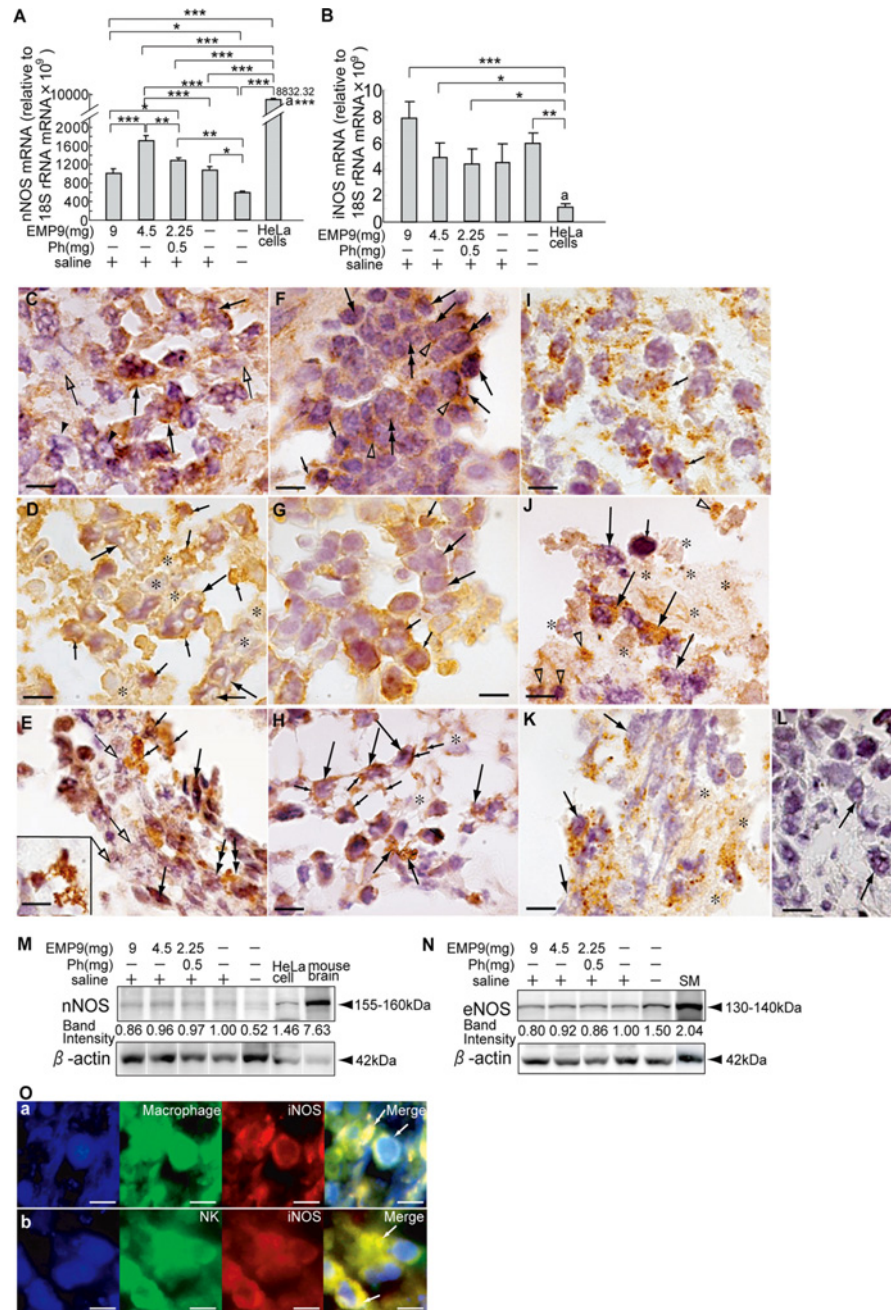 A
B
***
*
***
***
***
***
***
***
*
***
**
**
*
8832.32
a***
nNOS mRNA (relative to
18S rRNA mRNA × 10⁹)
10000
2000
1600
1200
800
400
0
EMP9(mg) 9 4.5 2.25 − − HeLa
cells
Ph(mg) − − 0.5 − −
saline + + + + −
***
*
*
**
a
iNOS mRNA (relative to
18S rRNA mRNA × 10⁹)
10
8
6
4
2
0
EMP9(mg) 9 4.5 2.25 − − HeLa
cells
Ph(mg) − − 0.5 − −
saline + + + + −
C
F
I
D
G
J
E
H
K
L
M
EMP9(mg) 9 4.5 2.25 − − HeLa
cell
mouse
brain
Ph(mg) − − 0.5 − −
saline + + + + −
nNOS
155-160kDa
Band
Intensity
0.86 0.96 0.97 1.00 0.52 1.46 7.63
β-actin
42kDa
N
EMP9(mg) 9 4.5 2.25 − −
Ph(mg) − − 0.5 − −
saline + + + + − SM
eNOS
130-140kDa
Band
Intensity
0.80 0.92 0.86 1.00 1.50 2.04
β-actin
42kDa
O
a
Macrophage
iNOS
Merge
b
NK
iNOS
Merge